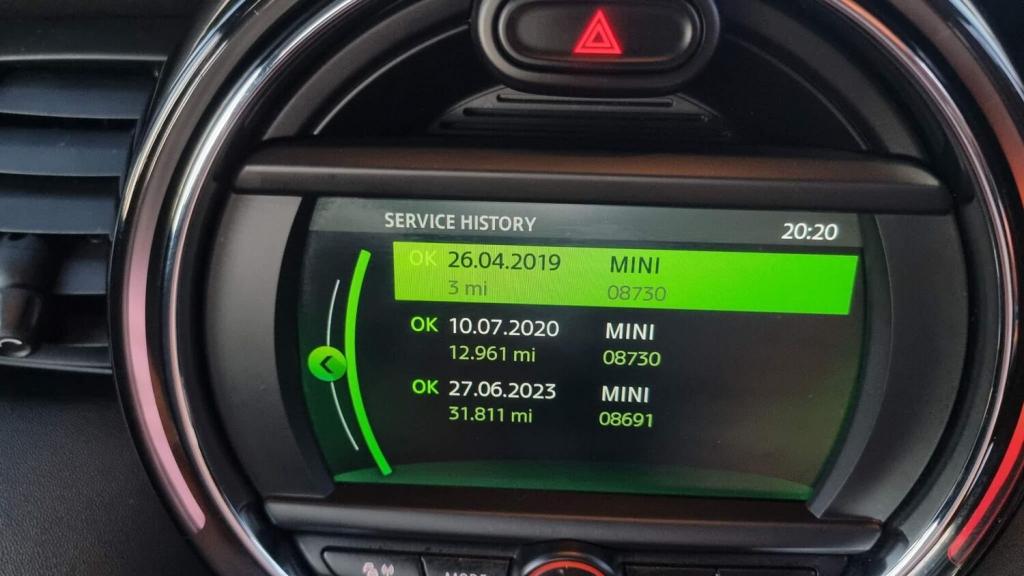 SERVICE HISTORY 20:20
OK 26.04.2019 MINI
3 mi 08730
OK 10.07.2020 MINI
12.961 mi 08730
OK 27.06.2023 MINI
31.811 mi 08691